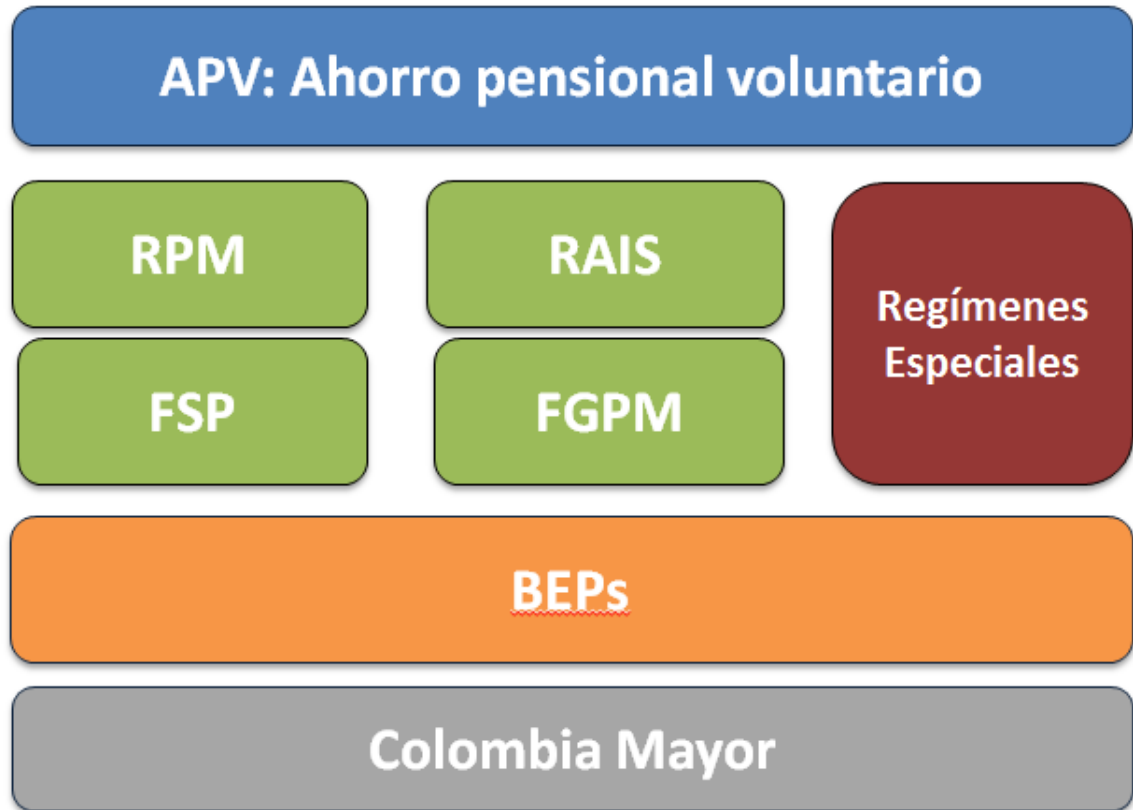 APV: Ahorro pensional voluntario
RPM
RAIS
Regímenes
Especiales
FSP
FGPM
BEPs
Colombia Mayor